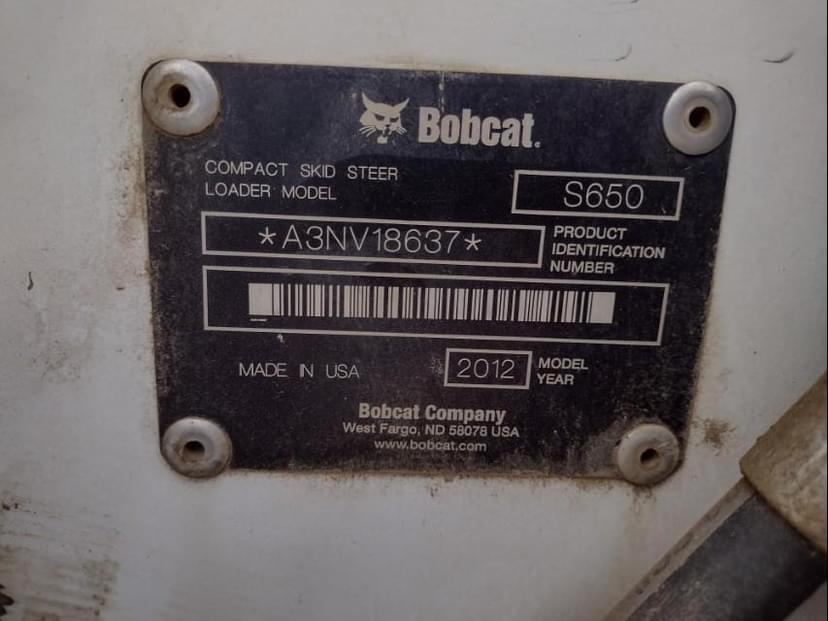 Bobcat.
COMPACT SKID STEER
LOADER MODEL
S650
*A3NV18637*
PRODUCT
IDENTIFICATION
NUMBER
MADE IN USA
2012
MODEL
YEAR
Bobcat Company
West Fargo, ND 58078 USA
www.bobcat.com